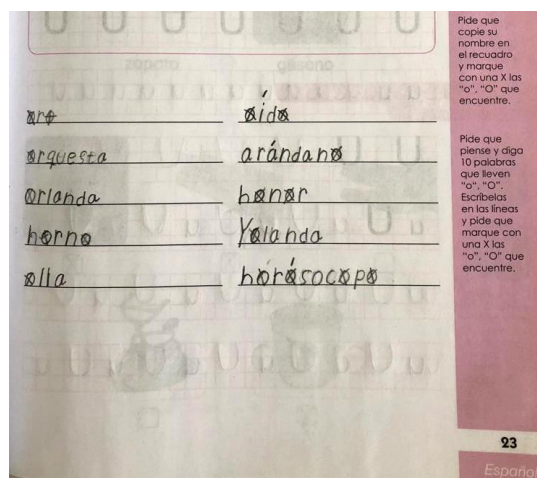 oro
oído
orquesta
arándano
Orlanda
honor
horno
Yolanda
olla
horósocopo
Pide que
copie su
nombre en
el recuadro
y marque
con una X las
"o", "O" que
encuentre.
Pide que
piense y diga
10 palabras
que lleven
"o", "O".
Escríbelas
en las líneas
y pide que
marque con
una X las
"o", "O" que
encuentre.
23
Español